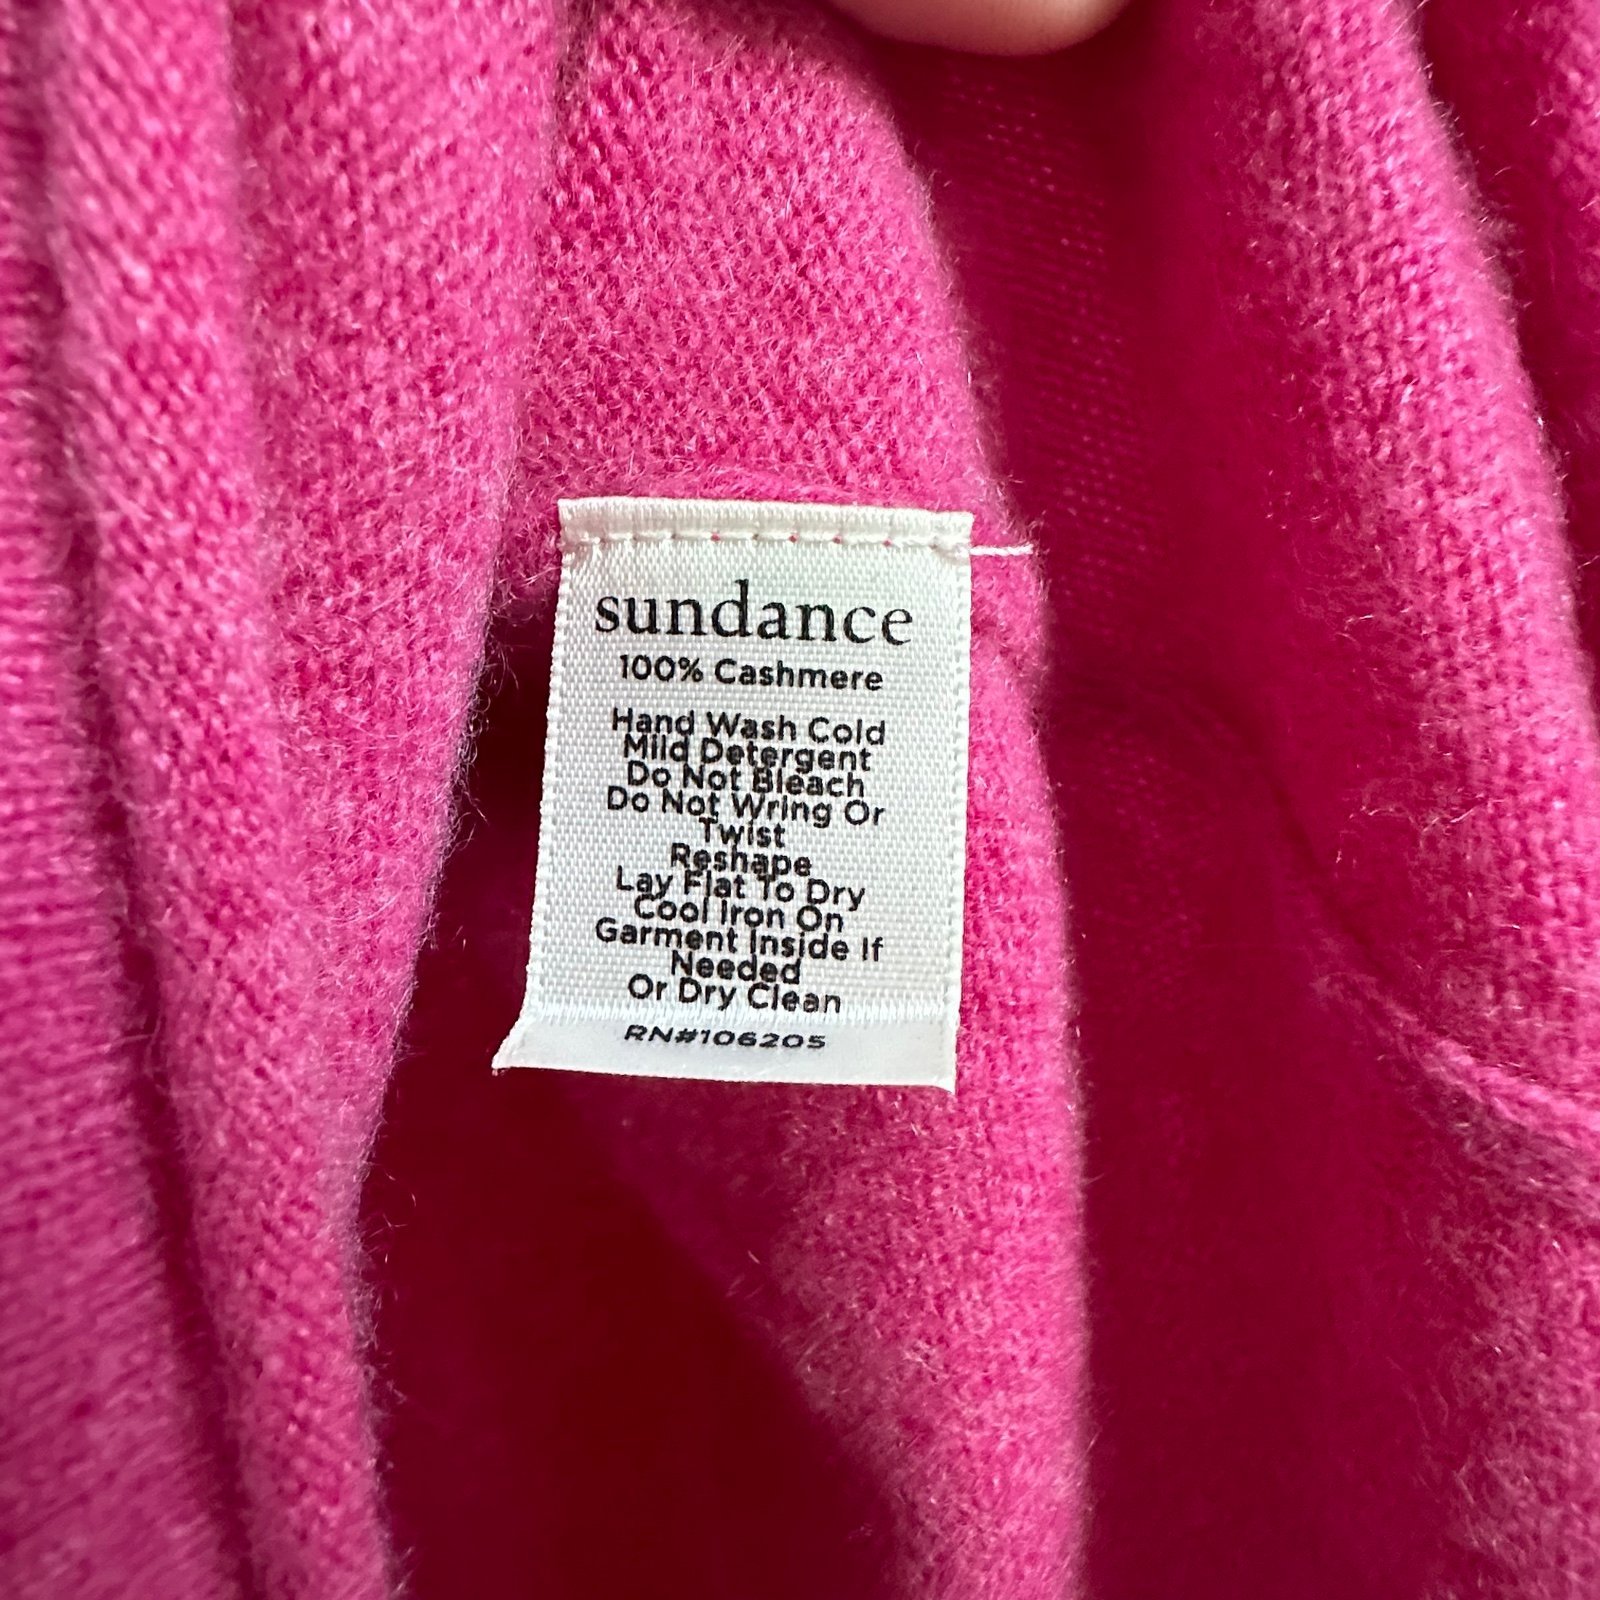 sundance
100% Cashmere
Hand Wash Cold
Mild Detergent
Do Not Bleach
Do Not Wring Or
Twist
Reshape
Lay Flat To Dry
Cool Iron On
Garment Inside If
Needed
Or Dry Clean
RN#106205